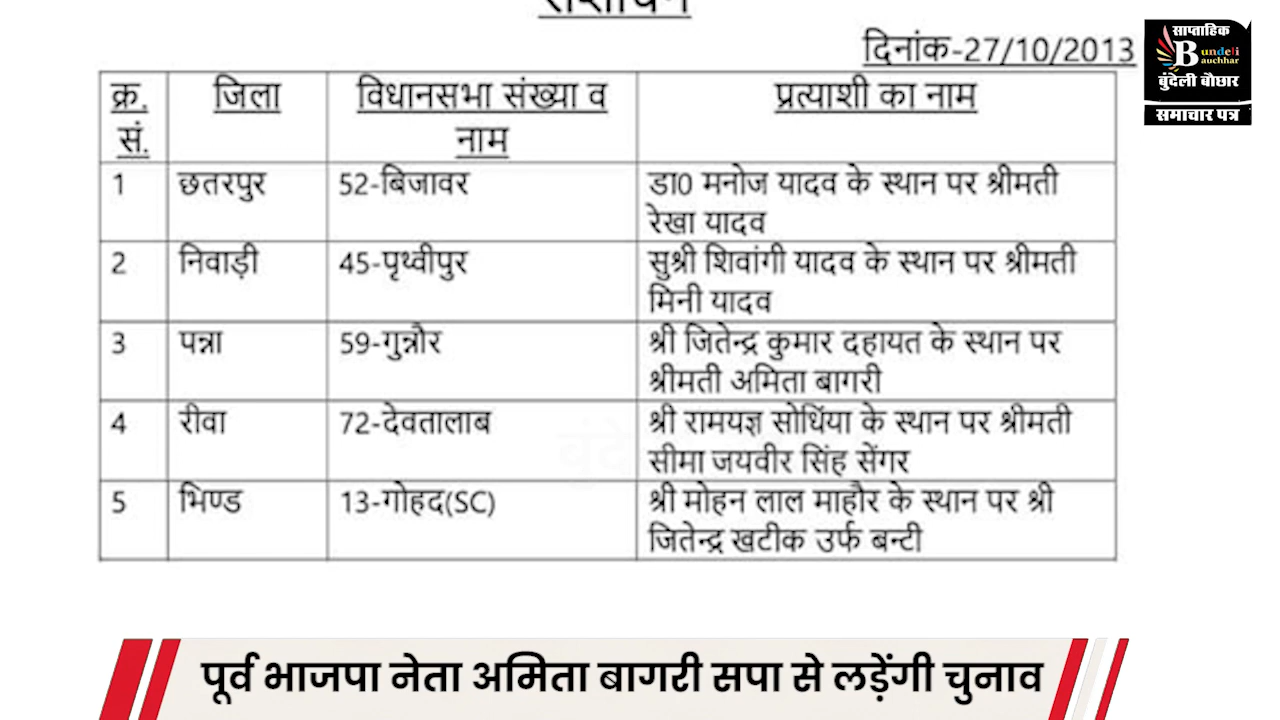 दिनांक-27/10/2013
साप्ताहिक
Bundeli
Bauchhar
बुंदेली बौछार
समाचार पत्र
क्र. सं. जिला विधानसभा संख्या व नाम प्रत्याशी का नाम
1 छतरपुर 52-बिजावर डा0 मनोज यादव के स्थान पर श्रीमती
रेखा यादव
2 निवाड़ी 45-पृथ्वीपुर सुश्री शिवांगी यादव के स्थान पर श्रीमती
मिनी यादव
3 पन्ना 59-गुन्नौर श्री जितेन्द्र कुमार दहायत के स्थान पर
श्रीमती अमिता बागरी
4 रीवा 72-देवतालाब श्री रामयज्ञ सोधिंया के स्थान पर श्रीमती
सीमा जयवीर सिंह सेंगर
5 भिण्ड 13-गोहद(SC) श्री मोहन लाल माहौर के स्थान पर श्री
जितेन्द्र खटीक उर्फ बन्टी
पूर्व भाजपा नेता अमिता बागरी सपा से लड़ेंगी चुनाव